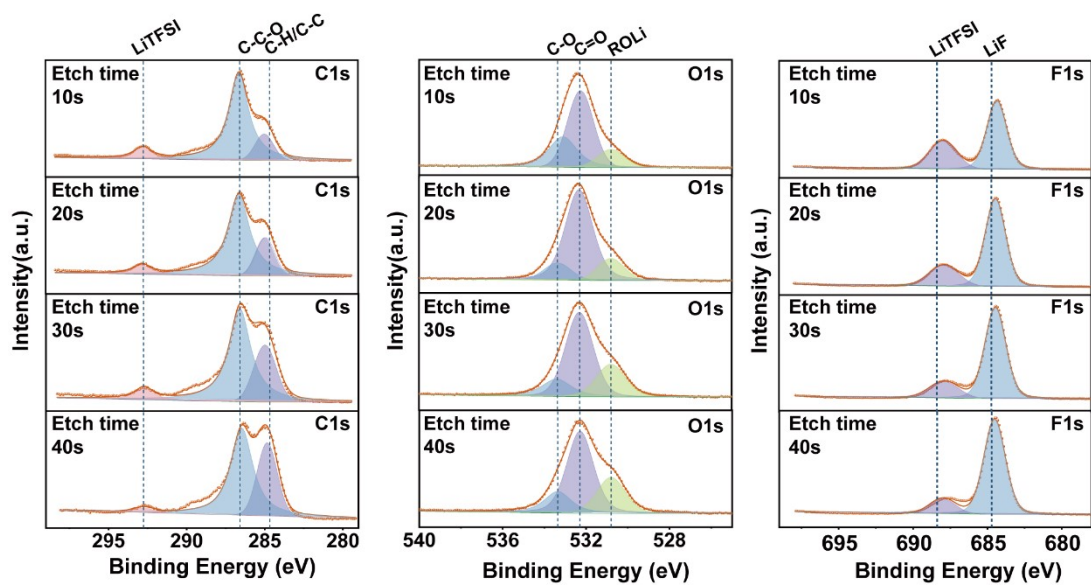 LiTFSI C-C-O C-H/C-C
Etch time C1s
10s
Etch time C1s
20s
Etch time C1s
30s
Etch time C1s
40s
Intensity(a.u.)
295 290 285 280
Binding Energy (eV)
C-O C=O ROLi
Etch time O1s
10s
Etch time O1s
20s
Etch time O1s
30s
Etch time O1s
40s
Intensity(a.u.)
540 536 532 528
Binding Energy (eV)
LiTFSI LiF
Etch time F1s
10s
Etch time F1s
20s
Etch time F1s
30s
Etch time F1s
40s
Intensity (a.u.)
695 690 685 680
Binding Energy (eV)